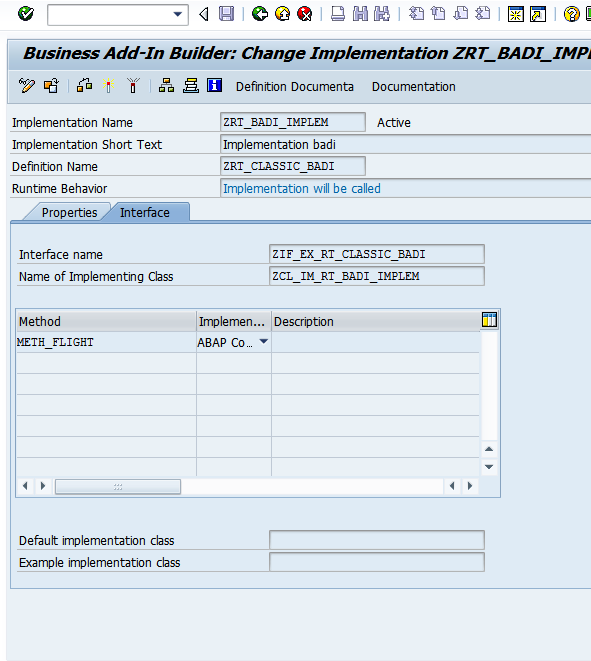 Business Add-In Builder: Change Implementation ZRT_BADI_IMPL
Definition Documenta Documentation
Implementation Name ZRT_BADI_IMPLEM Active
Implementation Short Text Implementation badi
Definition Name ZRT_CLASSIC_BADI
Runtime Behavior Implementation will be called
Properties Interface
Interface name ZIF_EX_RT_CLASSIC_BADI
Name of Implementing Class ZCL_IM_RT_BADI_IMPLEM
Method Implemen... Description
METH_FLIGHT ABAP Co...
Default implementation class
Example implementation class